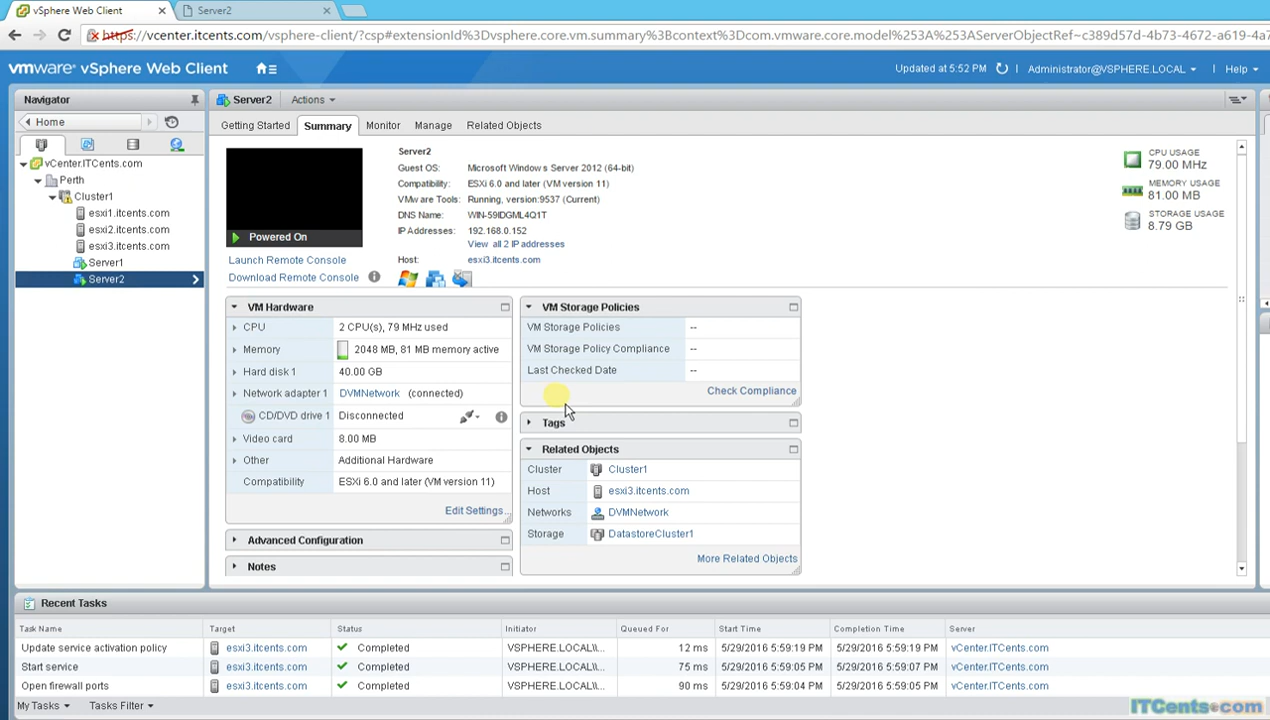 vSphere Web Client
Server2
https://vcenter.itcents.com/vsphere-client/?csp#extensionId%3Dvsphere.core.vm.summary%3Bcontext%3Dcom.vmware.core.model%253A%253AServerObjectRef~c389d57d-4b73-4672-a619-4a7
vmware® vSphere Web Client
Updated at 5:52 PM
Administrator@VSPHERE.LOCAL
Help
Navigator
Home
vCenter.ITCents.com
Perth
Cluster1
esxi1.itcents.com
esxi2.itcents.com
esxi3.itcents.com
Server1
Server2
Server2 Actions
Getting Started Summary Monitor Manage Related Objects
Powered On
Launch Remote Console
Download Remote Console
Server2
Guest OS: Microsoft Windows Server 2012 (64-bit)
Compatibility: ESXi 6.0 and later (VM version 11)
VMware Tools: Running, version:9537 (Current)
DNS Name: WIN-59IDGML4Q1T
IP Addresses: 192.168.0.152
View all 2 IP addresses
Host: esxi3.itcents.com
CPU USAGE
79.00 MHz
MEMORY USAGE
81.00 MB
STORAGE USAGE
8.79 GB
VM Hardware
CPU 2 CPU(s), 79 MHz used
Memory 2048 MB, 81 MB memory active
Hard disk 1 40.00 GB
Network adapter 1 DVMNetwork (connected)
CD/DVD drive 1 Disconnected
Video card 8.00 MB
Other Additional Hardware
Compatibility ESXi 6.0 and later (VM version 11)
Edit Settings...
Advanced Configuration
Notes
VM Storage Policies
VM Storage Policies --
VM Storage Policy Compliance --
Last Checked Date --
Check Compliance
Tags
Related Objects
Cluster Cluster1
Host esxi3.itcents.com
Networks DVMNetwork
Storage DatastoreCluster1
More Related Objects
Recent Tasks
Task Name Target Status Initiator Queued For Start Time Completion Time Server
Update service activation policy esxi3.itcents.com Completed VSPHERE.LOCAL\\... 12 ms 5/29/2016 5:59:19 PM 5/29/2016 5:59:19 PM vCenter.ITCents.com
Start service esxi3.itcents.com Completed VSPHERE.LOCAL\\... 75 ms 5/29/2016 5:59:05 PM 5/29/2016 5:59:07 PM vCenter.ITCents.com
Open firewall ports esxi3.itcents.com Completed VSPHERE.LOCAL\\... 90 ms 5/29/2016 5:59:04 PM 5/29/2016 5:59:05 PM vCenter.ITCents.com
My Tasks Tasks Filter
ITCents.com